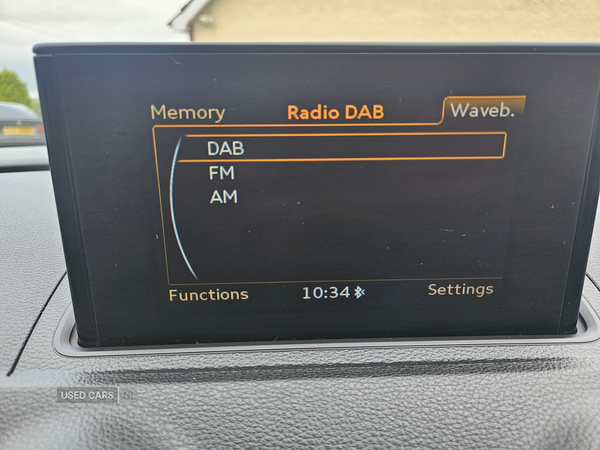 Memory Radio DAB Waveb.
DAB
FM
AM
Functions 10:34 Settings
USED CARS